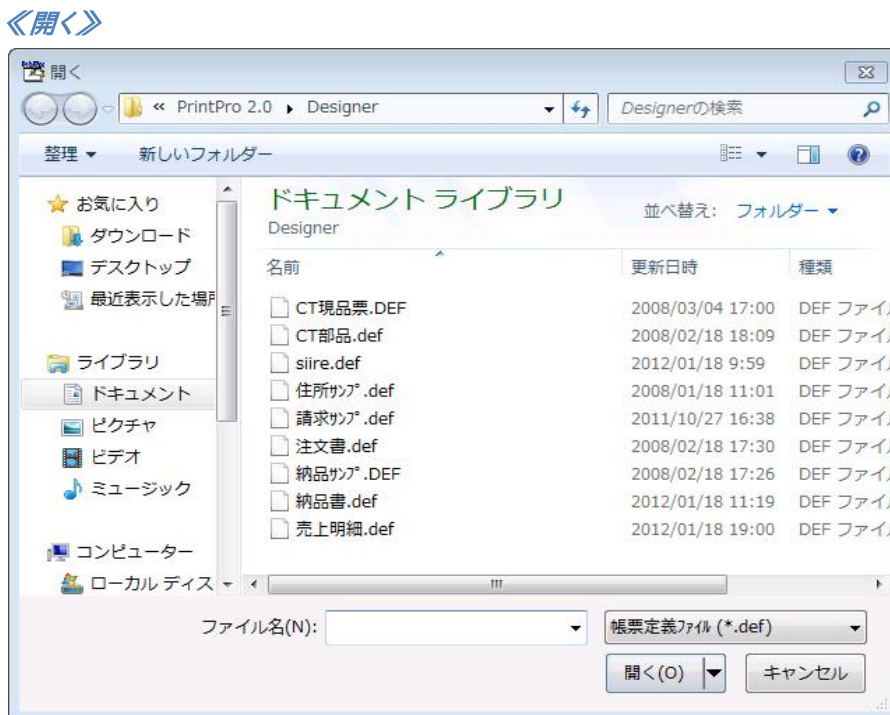 ≪開く≫
開く
« PrintPro 2.0 ▸ Designer Designerの検索
整理 新しいフォルダー
お気に入り
ダウンロード
デスクトップ
最近表示した場所
ライブラリ
ドキュメント
ピクチャ
ビデオ
ミュージック
コンピューター
ローカル ディス
ドキュメント ライブラリ
Designer
並べ替え: フォルダー
名前 更新日時 種類
CT現品票.DEF 2008/03/04 17:00 DEF ファイル
CT部品.def 2008/02/18 18:09 DEF ファイル
siire.def 2012/01/18 9:59 DEF ファイル
住所ｻﾝﾌﾟ.def 2008/01/18 11:01 DEF ファイル
請求ｻﾝﾌﾟ.def 2011/10/27 16:38 DEF ファイル
注文書.def 2008/02/18 17:30 DEF ファイル
納品ｻﾝﾌﾟ.DEF 2008/02/18 17:26 DEF ファイル
納品書.def 2012/01/18 11:19 DEF ファイル
売上明細.def 2012/01/18 19:00 DEF ファイル
ファイル名(N): 帳票定義ﾌｧｲﾙ (*.def)
開く(O) キャンセル